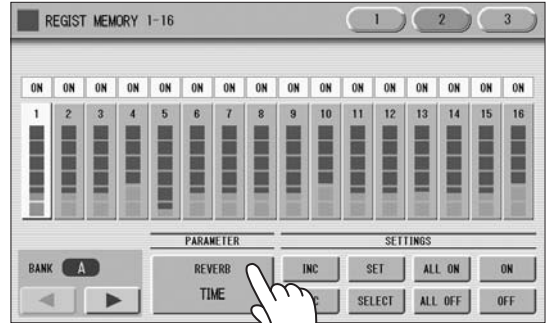 REGIST MEMORY 1-16 1 2 3
ON ON ON ON ON ON ON ON ON ON ON ON ON ON ON ON
1 2 3 4 5 6 7 8 9 10 11 12 13 14 15 16
PARAMETER SETTINGS
BANK A REVERB INC SET ALL ON ON
TIME SELECT ALL OFF OFF